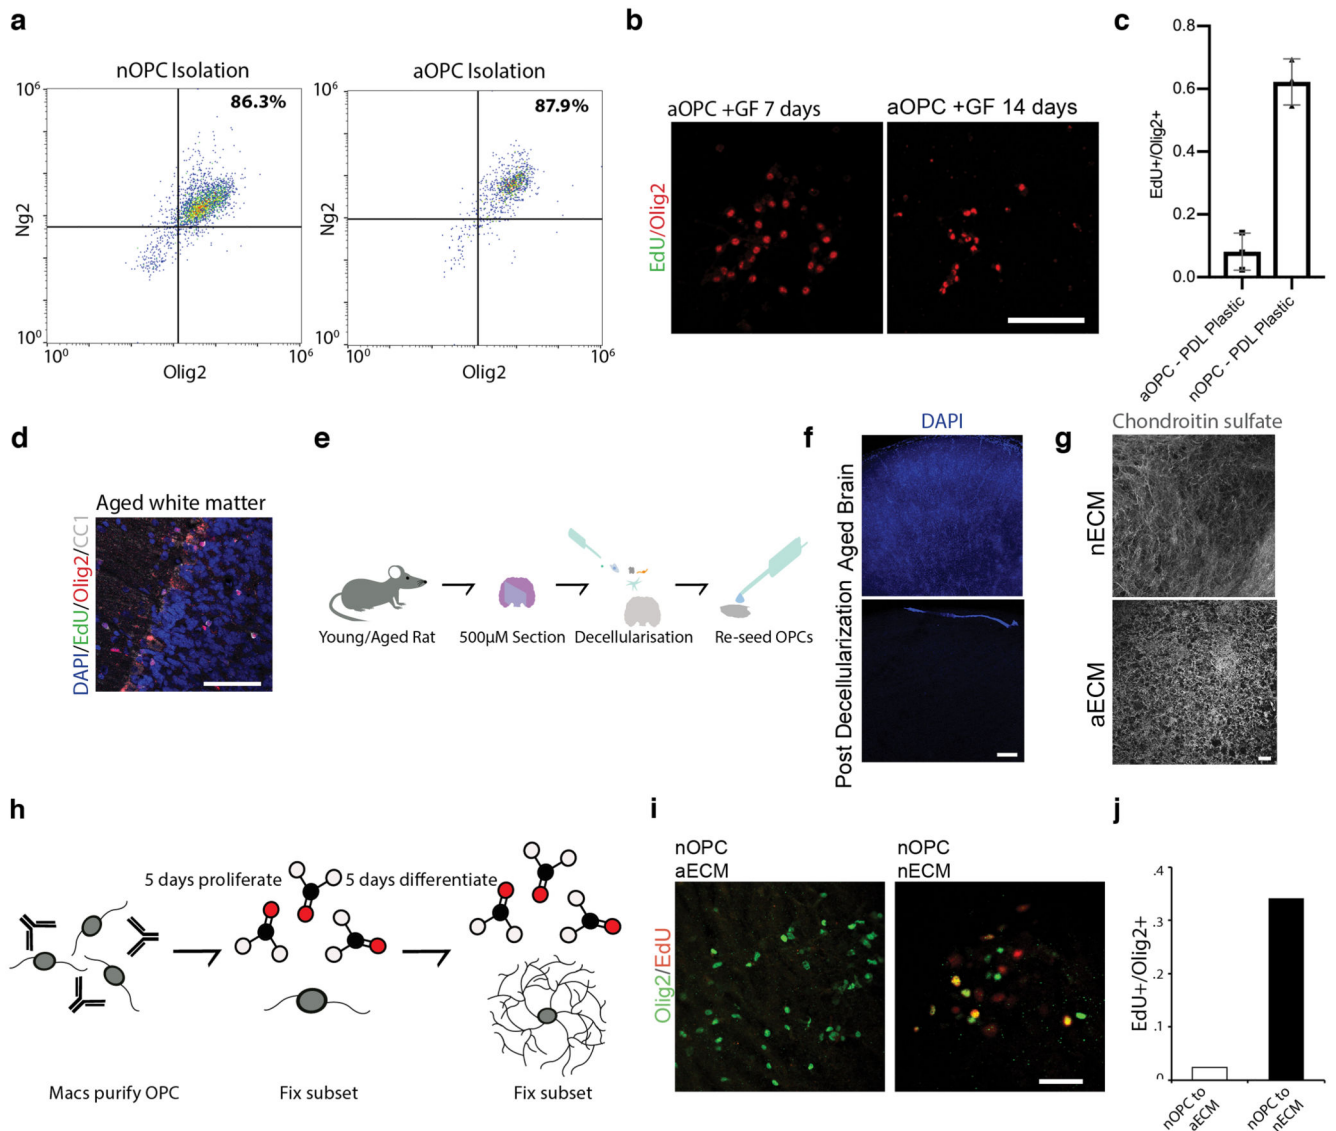 a
nOPC Isolation
10⁶
86.3%
Ng2
10⁰
10⁰
10⁶
Olig2
aOPC Isolation
10⁶
87.9%
Ng2
10⁰
10⁰
10⁶
Olig2
b
aOPC +GF 7 days
aOPC +GF 14 days
EdU/Olig2
c
EdU+/Olig2+
0.8
0.6
0.4
0.2
0.0
aOPC - PDL Plastic
nOPC - PDL Plastic
d
Aged white matter
DAPI/EdU/Olig2/CC1
e
Young/Aged Rat
500μM Section
Decellularisation
Re-seed OPCs
f
DAPI
Aged Brain
Post Decellularization
g
Chondroitin sulfate
nECM
aECM
h
5 days proliferate
5 days differentiate
Macs purify OPC
Fix subset
Fix subset
i
nOPC
aECM
nOPC
nECM
Olig2/EdU
j
EdU+/Olig2+
.4
.3
.2
.1
0
nOPC to
aECM
nOPC to
nECM